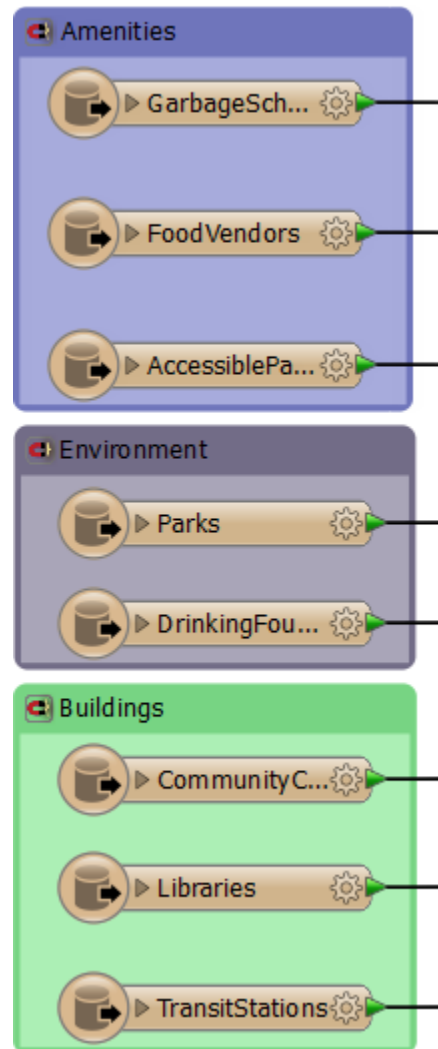 Amenities
GarbageSch...
FoodVendors
AccessiblePa...
Environment
Parks
DrinkingFou...
Buildings
CommunityC...
Libraries
TransitStations